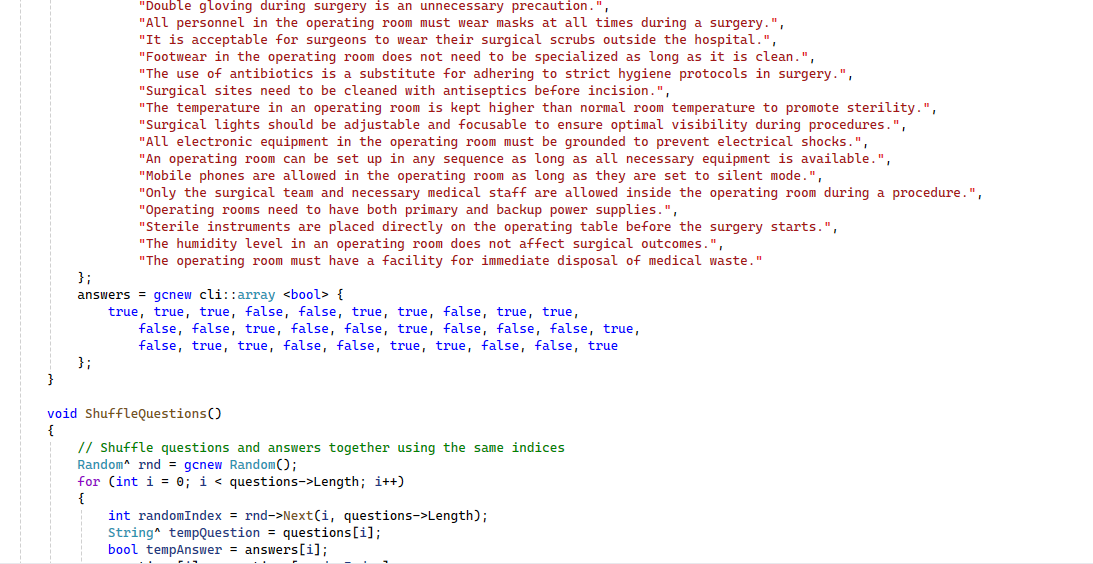 "Double gloving during surgery is an unnecessary precaution.",
"All personnel in the operating room must wear masks at all times during a surgery.",
"It is acceptable for surgeons to wear their surgical scrubs outside the hospital.",
"Footwear in the operating room does not need to be specialized as long as it is clean.",
"The use of antibiotics is a substitute for adhering to strict hygiene protocols in surgery.",
"Surgical sites need to be cleaned with antiseptics before incision.",
"The temperature in an operating room is kept higher than normal room temperature to promote sterility.",
"Surgical lights should be adjustable and focusable to ensure optimal visibility during procedures.",
"All electronic equipment in the operating room must be grounded to prevent electrical shocks.",
"An operating room can be set up in any sequence as long as all necessary equipment is available.",
"Mobile phones are allowed in the operating room as long as they are set to silent mode.",
"Only the surgical team and necessary medical staff are allowed inside the operating room during a procedure.",
"Operating rooms need to have both primary and backup power supplies.",
"Sterile instruments are placed directly on the operating table before the surgery starts.",
"The humidity level in an operating room does not affect surgical outcomes.",
"The operating room must have a facility for immediate disposal of medical waste."
};
answers = gcnew cli::array <bool> {
true, true, true, false, false, true, true, false, true, true,
false, false, true, false, false, true, false, false, false, true,
false, true, true, false, false, true, true, false, false, true
};
}
void ShuffleQuestions()
{
// Shuffle questions and answers together using the same indices
Random^ rnd = gcnew Random();
for (int i = 0; i < questions->Length; i++)
{
int randomIndex = rnd->Next(i, questions->Length);
String^ tempQuestion = questions[i];
bool tempAnswer = answers[i];